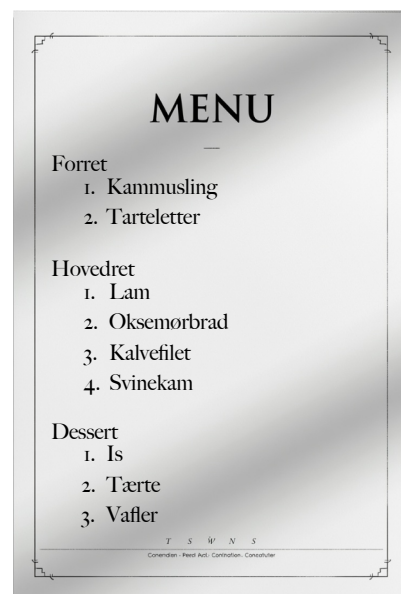 MENU
Forret
1. Kammusling
2. Tarteletter
Hovedret
1. Lam
2. Oksemørbrad
3. Kalvefilet
4. Svinekam
Dessert
1. Is
2. Tærte
3. Vafler
T S W N S